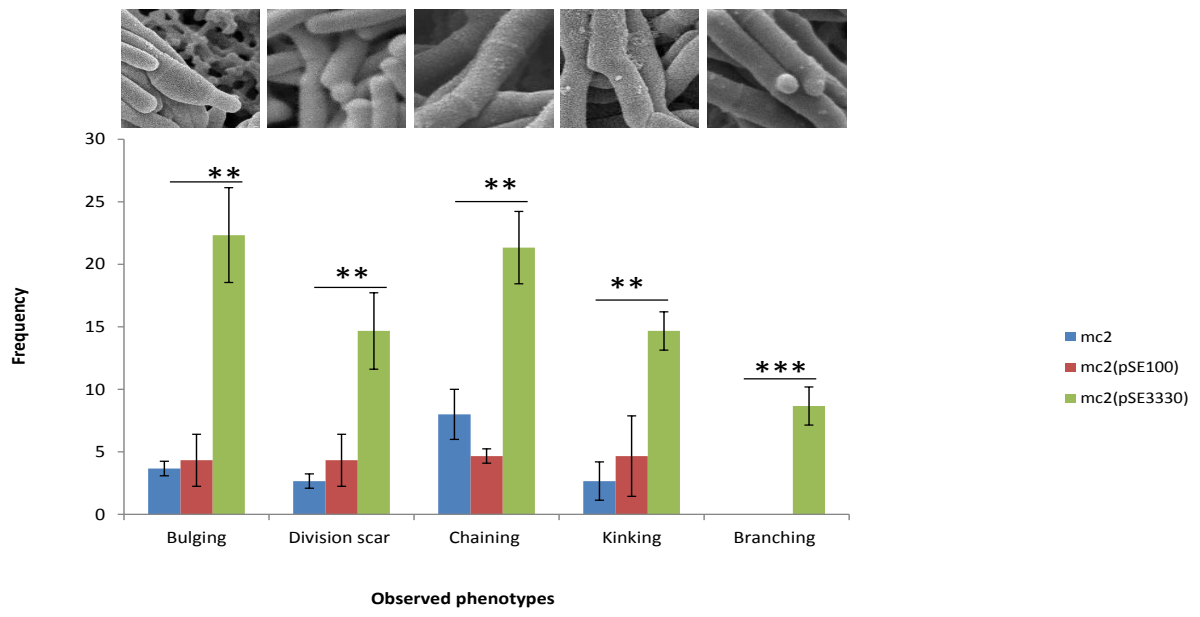 30
25
20
15
10
5
0
**
**
**
**
***
Frequency
Bulging Division scar Chaining Kinking Branching
Observed phenotypes
mc2
mc2(pSE100)
mc2(pSE3330)